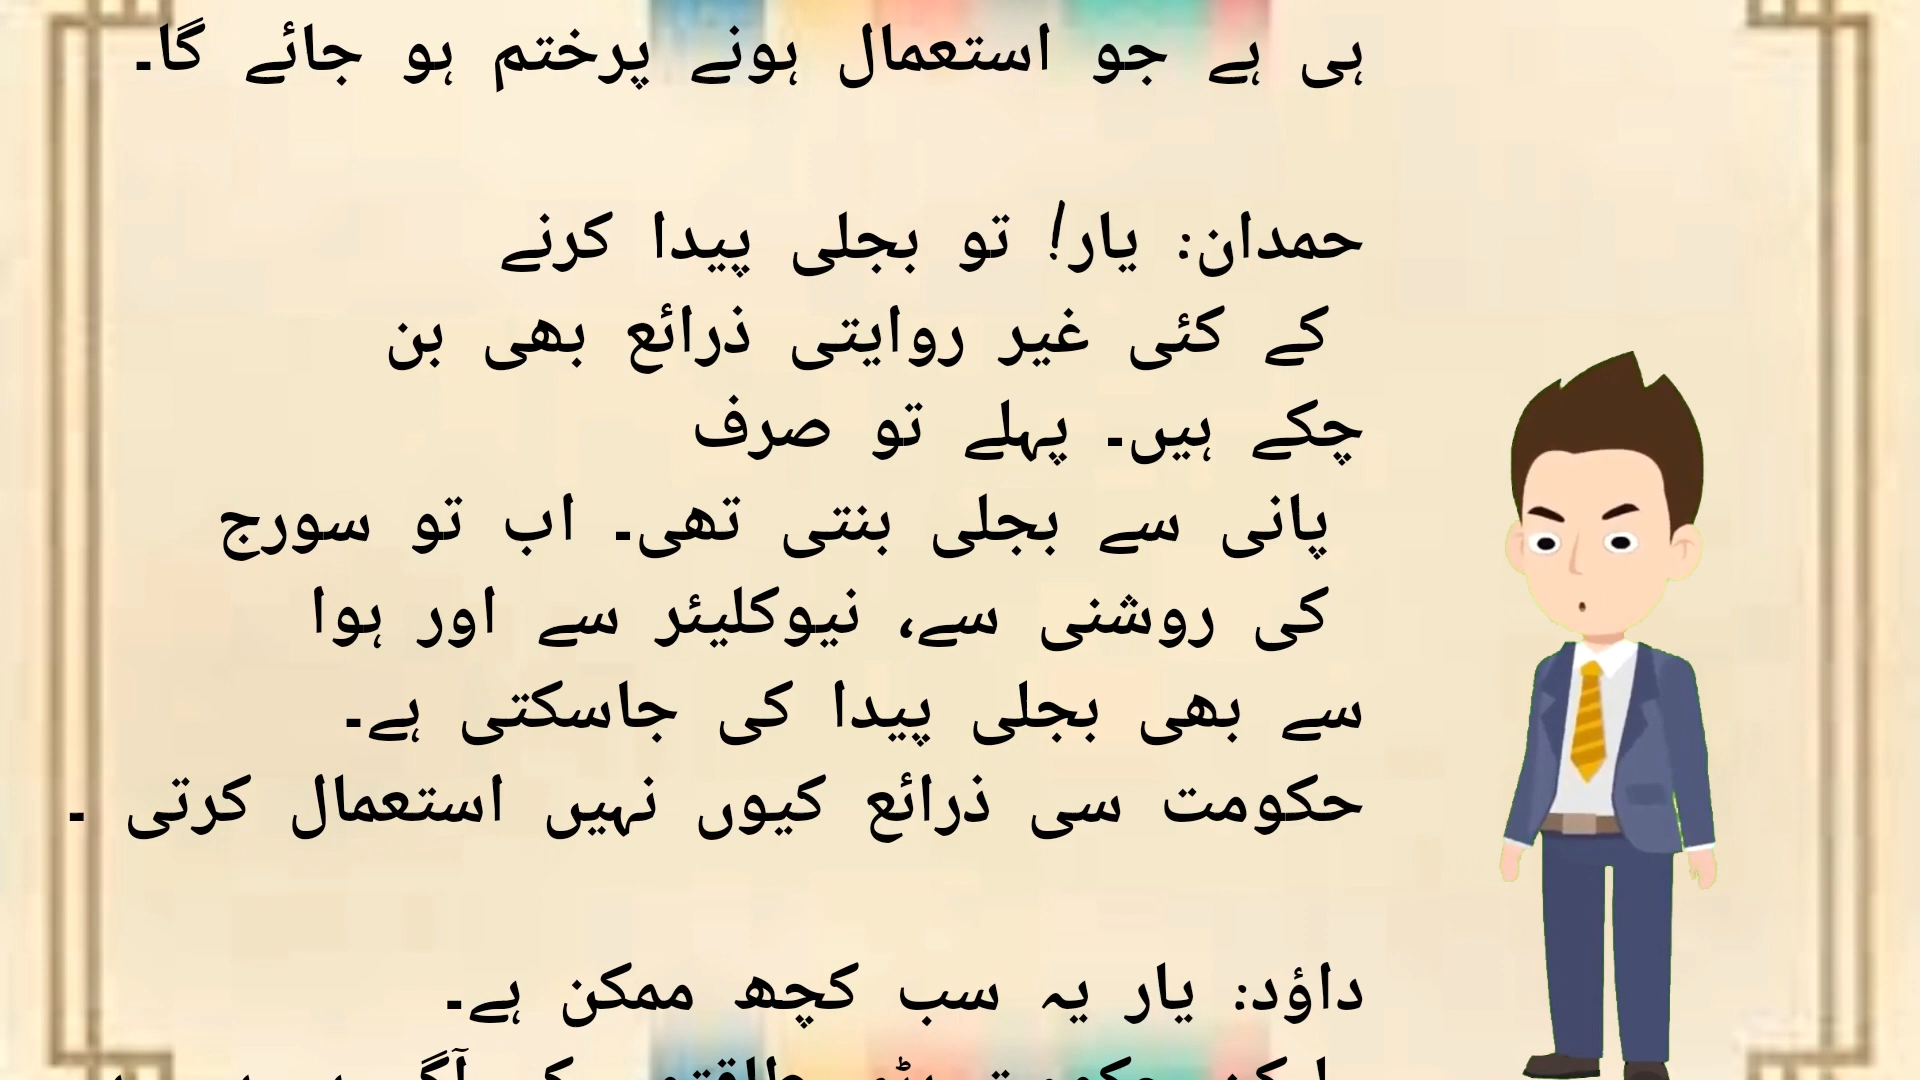 ہی ہے جو استعمال ہونے پرختم ہو جائے گا۔
حمدان: یار! تو بجلی پیدا کرنے
کے کئی غیر روایتی ذرائع بھی بن
چکے ہیں۔ پہلے تو صرف
پانی سے بجلی بنتی تھی۔ اب تو سورج
کی روشنی سے، نیوکلیئر سے اور ہوا
سے بھی بجلی پیدا کی جاسکتی ہے۔
حکومت سی ذرائع کیوں نہیں استعمال کرتی ۔
داؤد: یار یہ سب کچھ ممکن ہے۔